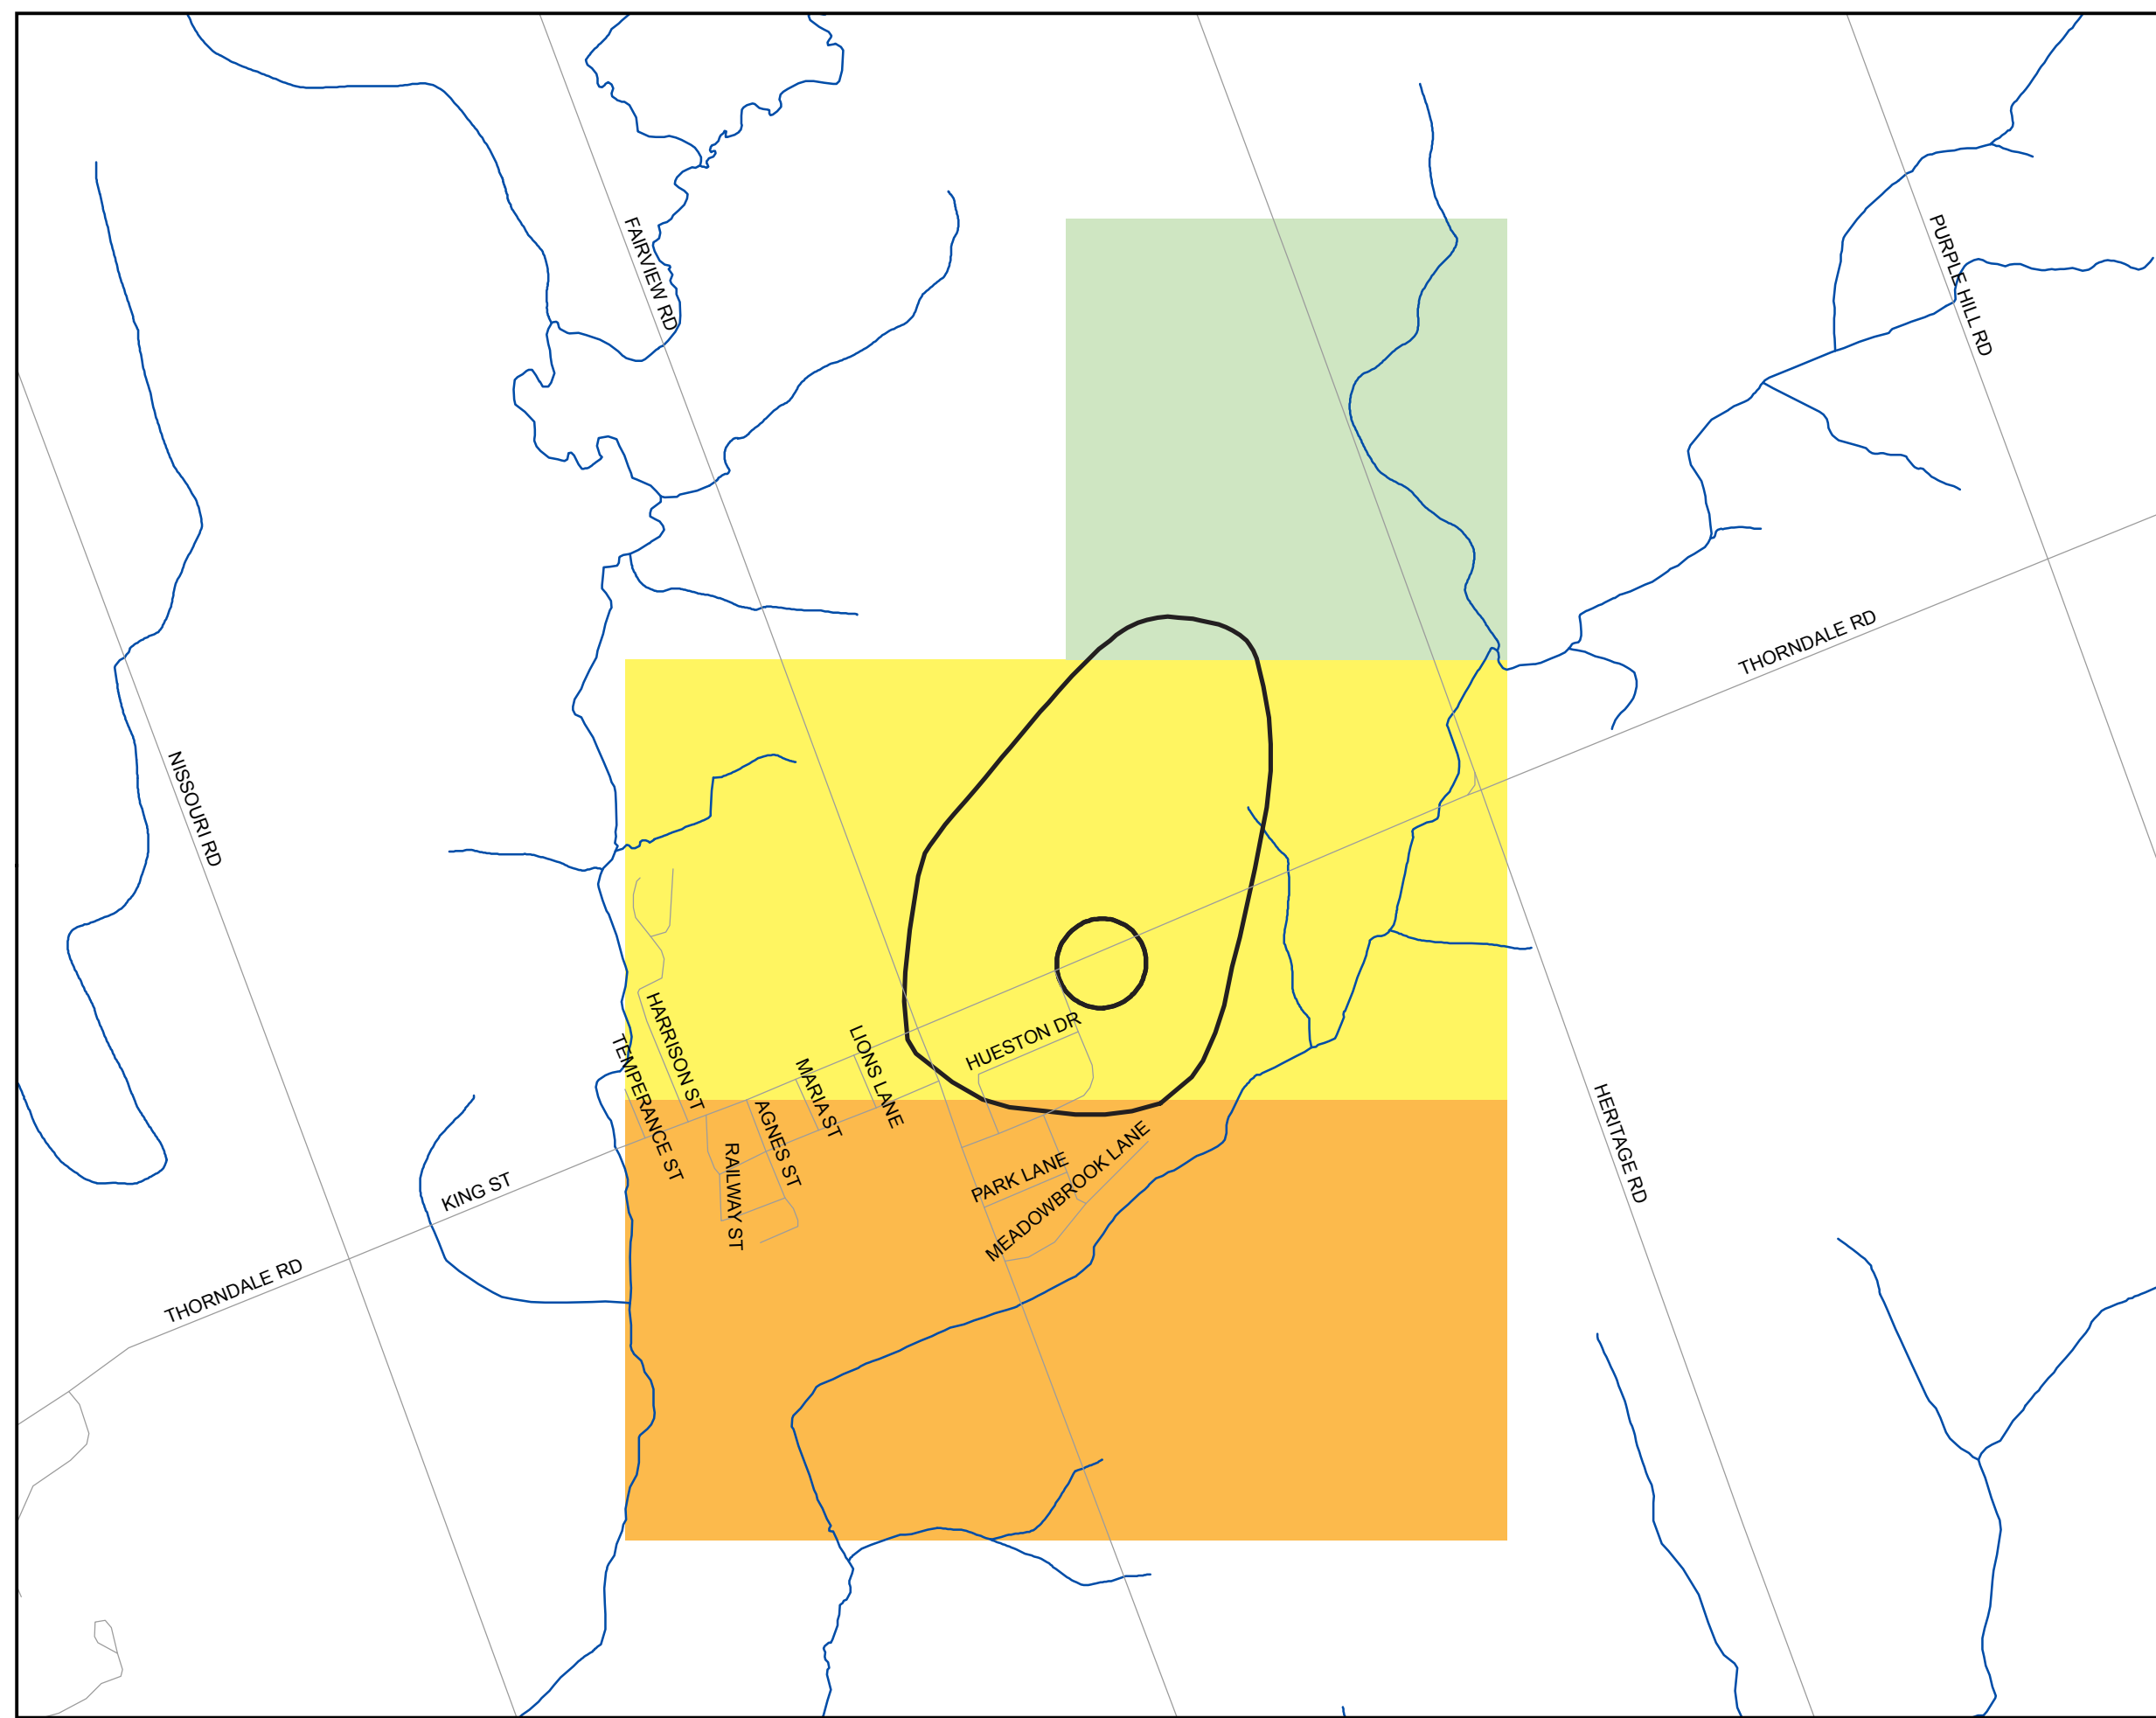 FAIRVIEW RD
PURPLE HILL RD
THORNDALE RD
NISSOURI RD
HARRISON ST
TEMPERANCE ST
LIONS LANE
HUESTON DR
MARIA ST
AGNES ST
RAILWAY ST
PARK LANE
MEADOWBROOK LANE
HERITAGE RD
KING ST
THORNDALE RD